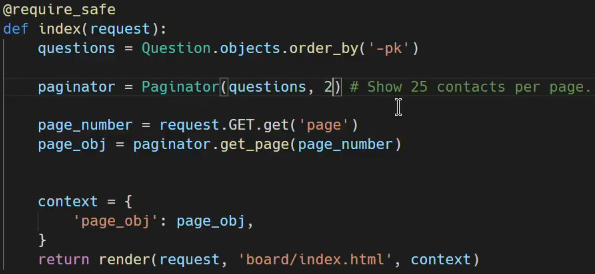 @require_safe
def index(request):
    questions = Question.objects.order_by('-pk')
    paginator = Paginator(questions, 2) # Show 25 contacts per page.
    page_number = request.GET.get('page')
    page_obj = paginator.get_page(page_number)
    context = {
        'page_obj': page_obj,
    }
    return render(request, 'board/index.html', context)